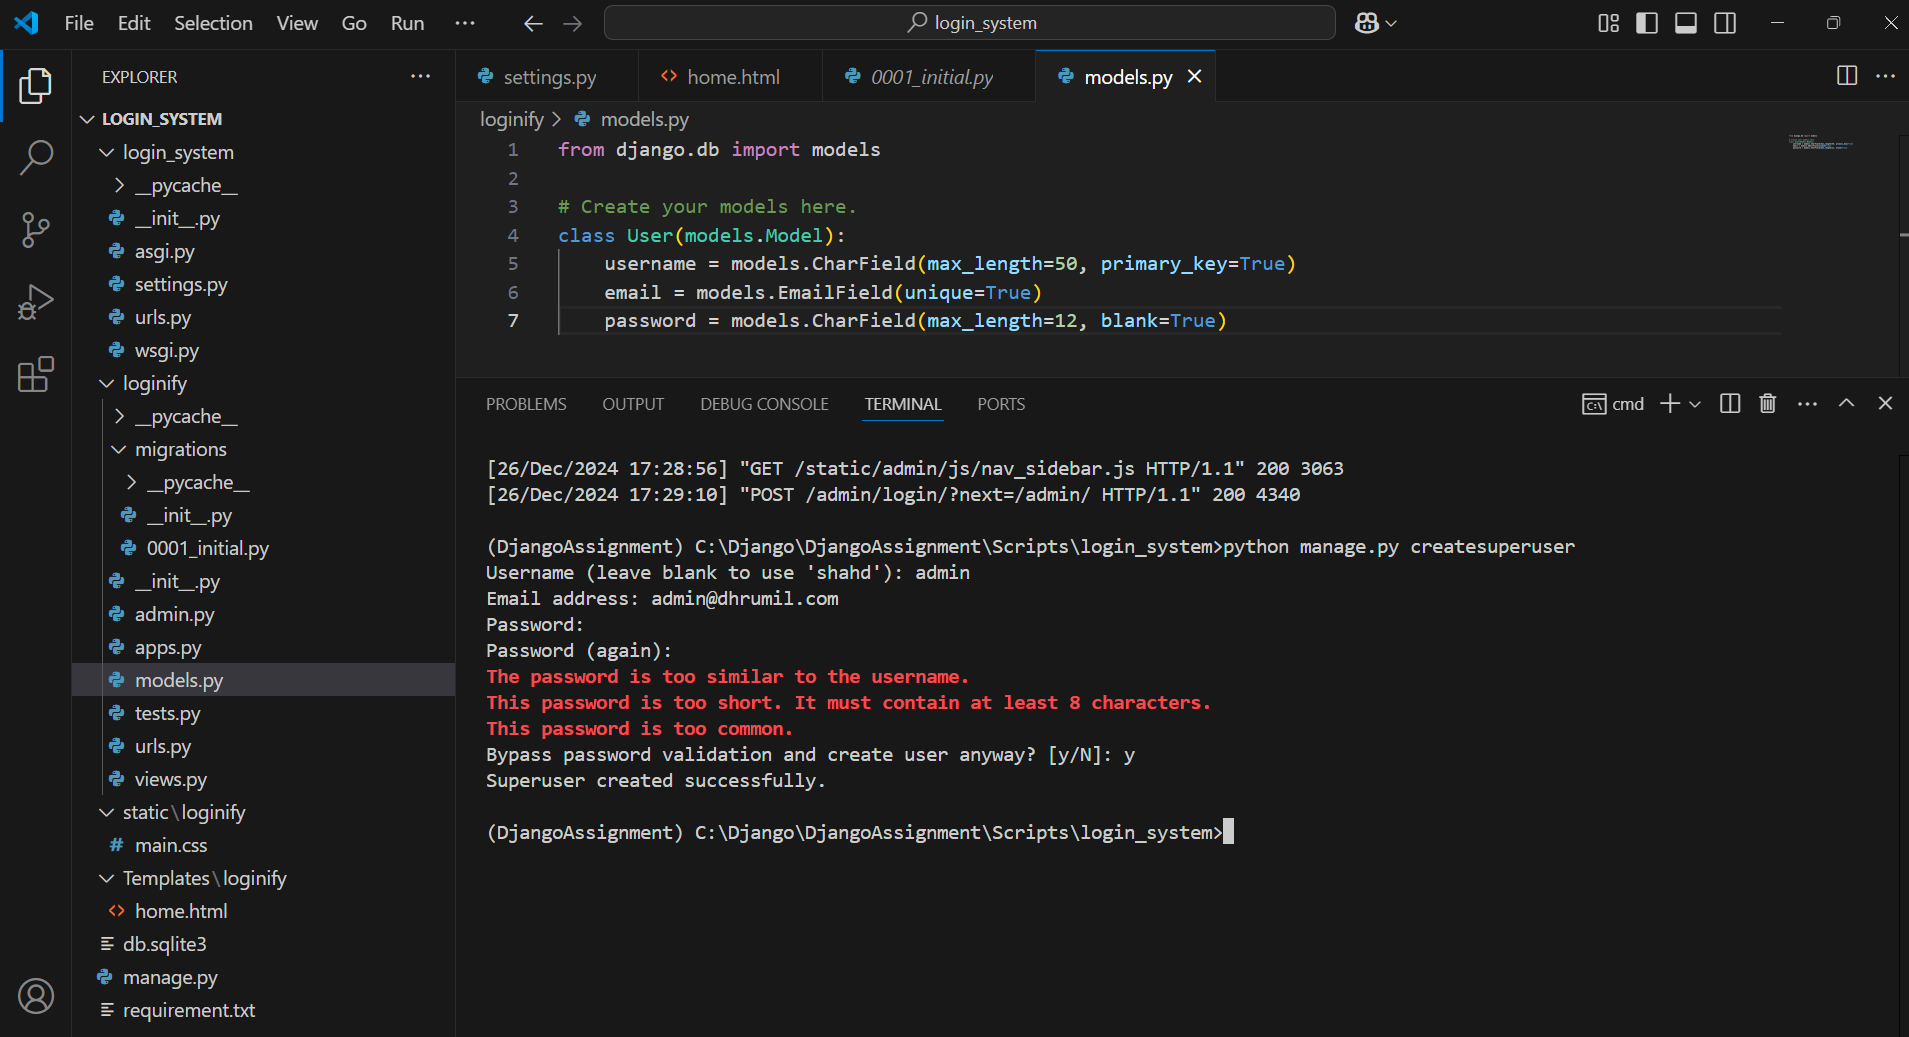 File Edit Selection View Go Run ··· login_system
EXPLORER ···
LOGIN_SYSTEM
login_system
__pycache__
__init__.py
asgi.py
settings.py
urls.py
wsgi.py
loginify
__pycache__
migrations
__pycache__
__init__.py
0001_initial.py
__init__.py
admin.py
apps.py
models.py
tests.py
urls.py
views.py
static\loginify
# main.css
Templates\loginify
<> home.html
db.sqlite3
manage.py
requirement.txt
settings.py <> home.html 0001_initial.py models.py
loginify > models.py
1 from django.db import models
2
3 # Create your models here.
4 class User(models.Model):
5 username = models.CharField(max_length=50, primary_key=True)
6 email = models.EmailField(unique=True)
7 password = models.CharField(max_length=12, blank=True)
PROBLEMS OUTPUT DEBUG CONSOLE TERMINAL PORTS cmd
[26/Dec/2024 17:28:56] "GET /static/admin/js/nav_sidebar.js HTTP/1.1" 200 3063
[26/Dec/2024 17:29:10] "POST /admin/login/?next=/admin/ HTTP/1.1" 200 4340
(DjangoAssignment) C:\Django\DjangoAssignment\Scripts\login_system>python manage.py createsuperuser
Username (leave blank to use 'shahd'): admin
Email address: admin@dhrumil.com
Password:
Password (again):
The password is too similar to the username.
This password is too short. It must contain at least 8 characters.
This password is too common.
Bypass password validation and create user anyway? [y/N]: y
Superuser created successfully.
(DjangoAssignment) C:\Django\DjangoAssignment\Scripts\login_system>